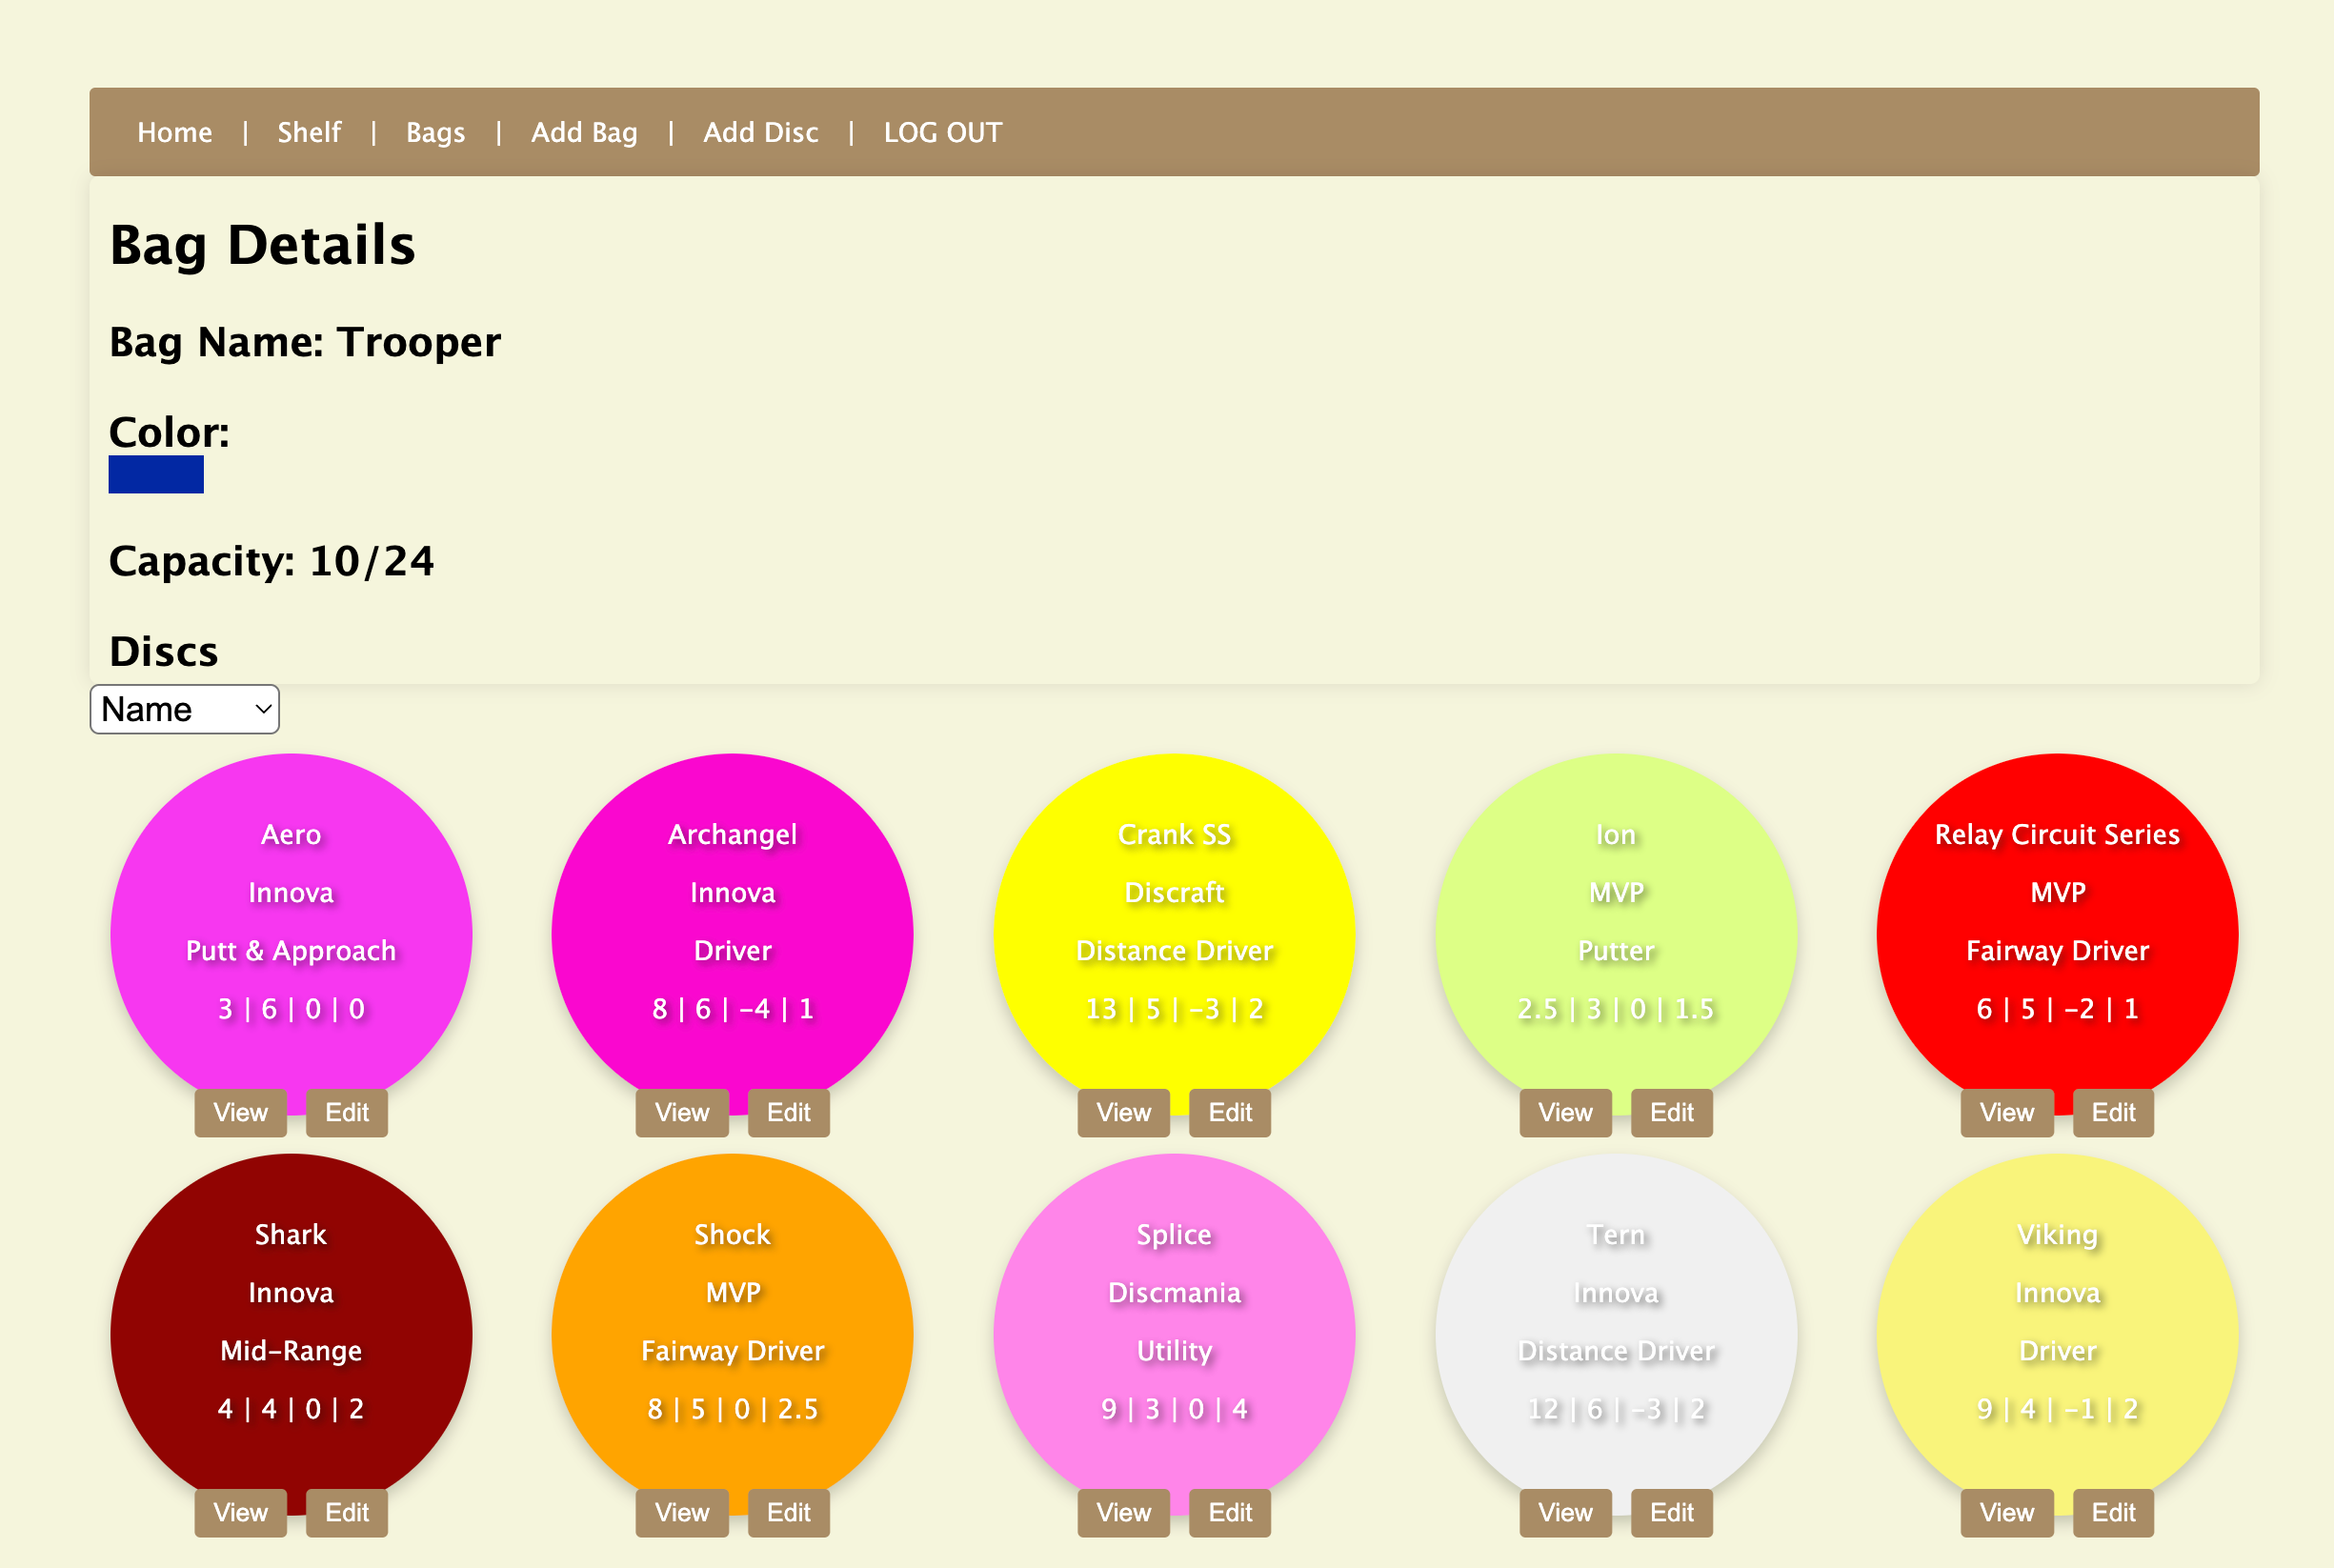 Home | Shelf | Bags | Add Bag | Add Disc | LOG OUT
Bag Details
Bag Name: Trooper
Color:
Capacity: 10/24
Discs
Name
Aero
Innova
Putt & Approach
3 | 6 | 0 | 0
View Edit
Archangel
Innova
Driver
8 | 6 | -4 | 1
View Edit
Crank SS
Discraft
Distance Driver
13 | 5 | -3 | 2
View Edit
Ion
MVP
Putter
2.5 | 3 | 0 | 1.5
View Edit
Relay Circuit Series
MVP
Fairway Driver
6 | 5 | -2 | 1
View Edit
Shark
Innova
Mid-Range
4 | 4 | 0 | 2
View Edit
Shock
MVP
Fairway Driver
8 | 5 | 0 | 2.5
View Edit
Splice
Discmania
Utility
9 | 3 | 0 | 4
View Edit
Tern
Innova
Distance Driver
12 | 6 | -3 | 2
View Edit
Viking
Innova
Driver
9 | 4 | -1 | 2
View Edit